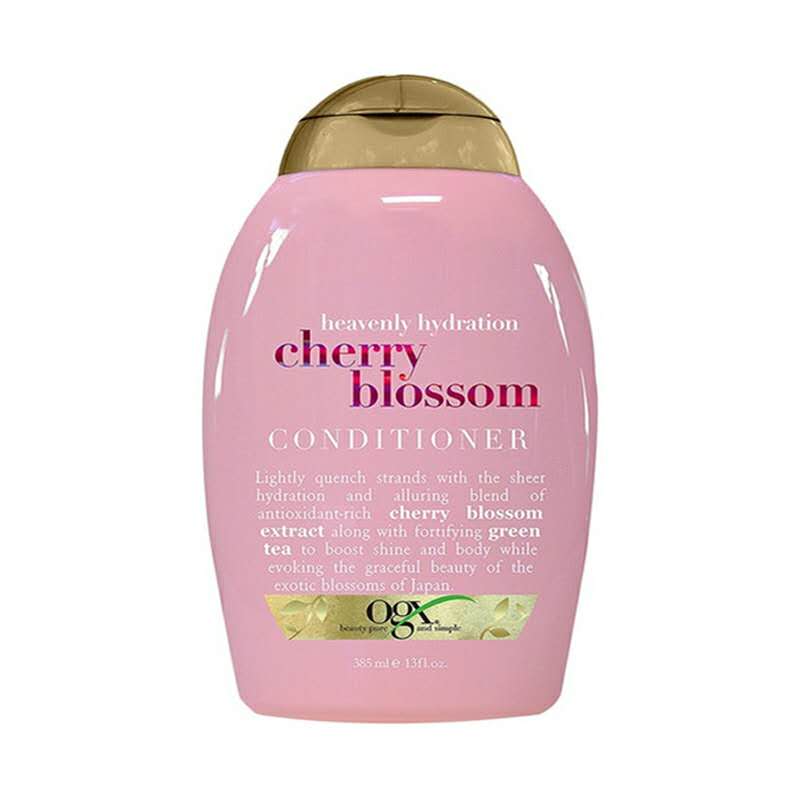 heavenly hydration
cherry
blossom
CONDITIONER
Lightly quench strands with the sheer
hydration and alluring blend of
antioxidant-rich cherry blossom
extract along with fortifying green
tea to boost shine and body while
evoking the graceful beauty of the
exotic blossoms of Japan.
ogx®
beauty pure and simple
385 ml e 13fl.oz.